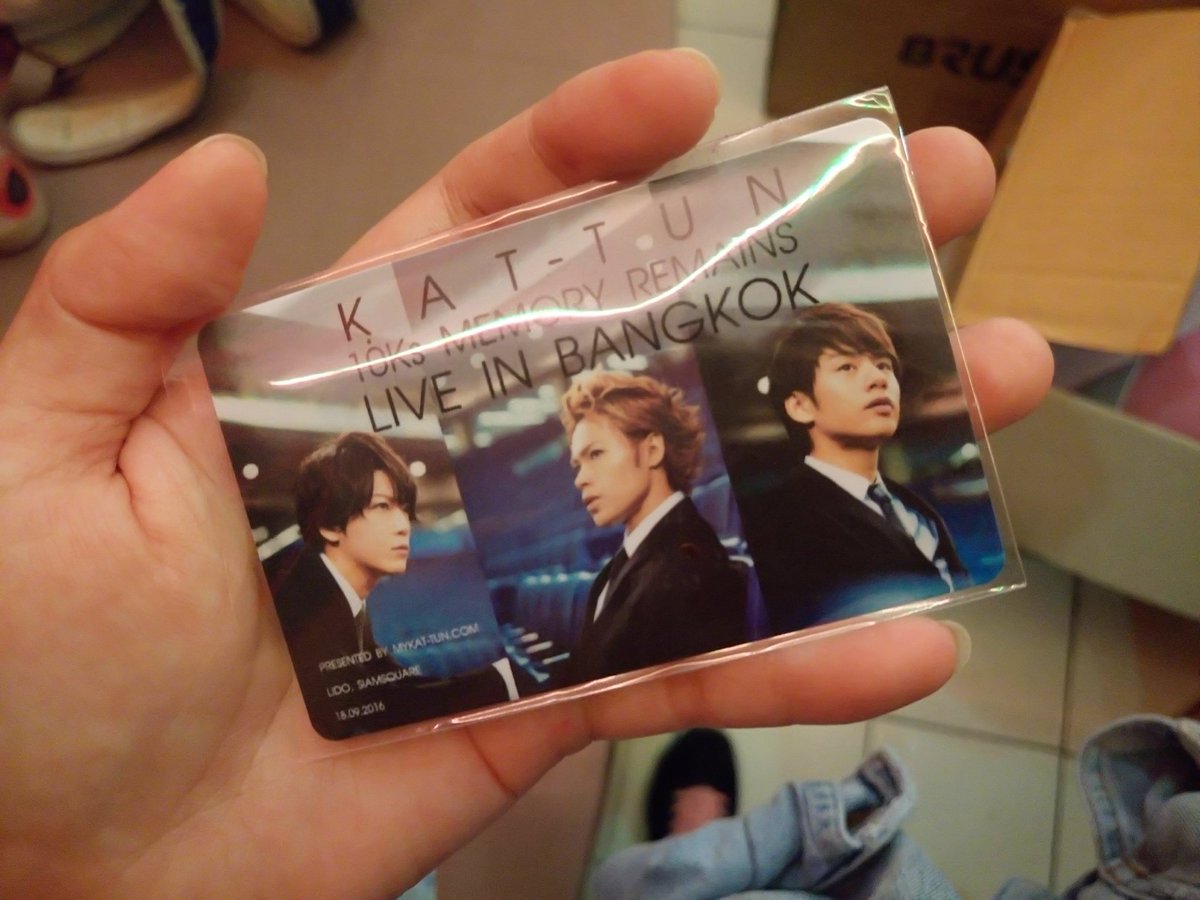 KAT-TUN
10Ks MEMORY REMAINS
LIVE IN BANGKOK
PRESENTED BY MYKAT-TUN.COM
LIDO, SIAMSQUARE
18.09.2016